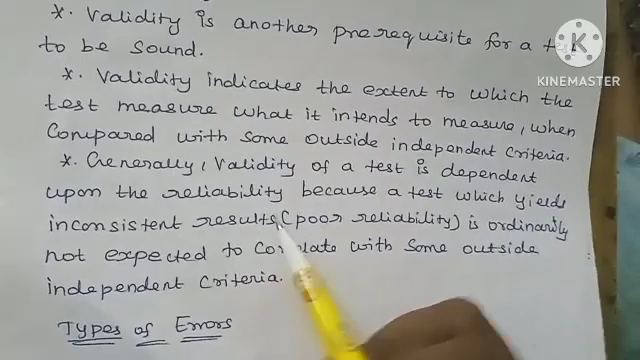 *. Validity is another prerequisite for a test
to be sound.
*. Validity indicates the extent to which the
test measure what it intends to measure, when
Compared with some outside independent criteria.
*. Generally, validity of a test is dependent
upon the reliability because a test which yields
inconsistent results (poor reliability) is ordinarily
not expected to with some outside
independent criteria.
Types of Errors
KINEMASTER